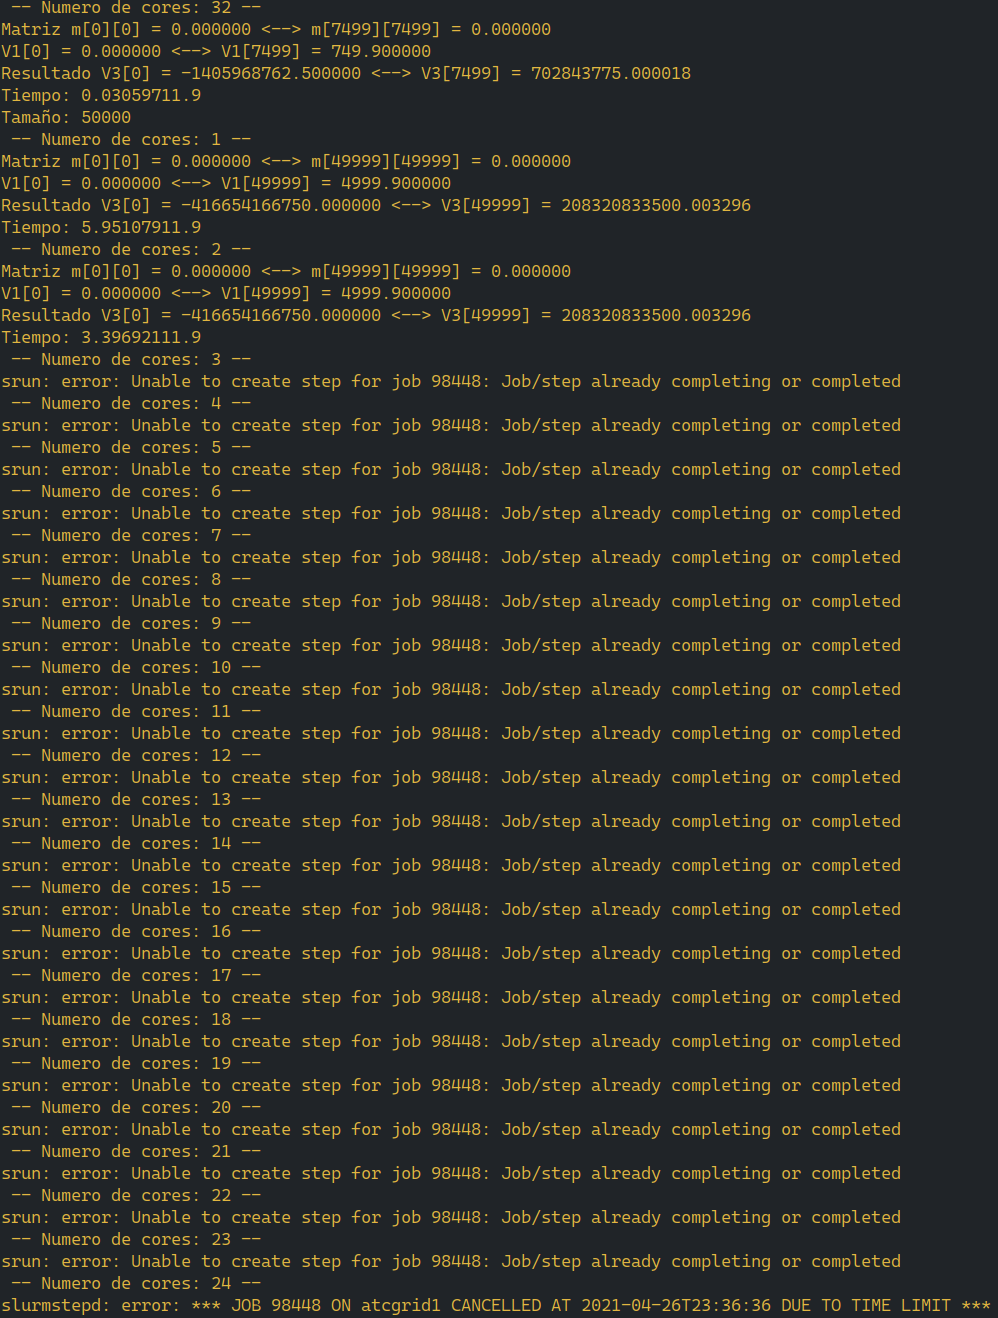 -- Numero de cores: 32 --
Matriz m[0][0] = 0.000000 <--> m[7499][7499] = 0.000000
V1[0] = 0.000000 <--> V1[7499] = 749.900000
Resultado V3[0] = -1405968762.500000 <--> V3[7499] = 702843775.000018
Tiempo: 0.03059711.9
Tamaño: 50000
-- Numero de cores: 1 --
Matriz m[0][0] = 0.000000 <--> m[49999][49999] = 0.000000
V1[0] = 0.000000 <--> V1[49999] = 4999.900000
Resultado V3[0] = -416654166750.000000 <--> V3[49999] = 208320833500.003296
Tiempo: 5.95107911.9
-- Numero de cores: 2 --
Matriz m[0][0] = 0.000000 <--> m[49999][49999] = 0.000000
V1[0] = 0.000000 <--> V1[49999] = 4999.900000
Resultado V3[0] = -416654166750.000000 <--> V3[49999] = 208320833500.003296
Tiempo: 3.39692111.9
-- Numero de cores: 3 --
srun: error: Unable to create step for job 98448: Job/step already completing or completed
-- Numero de cores: 4 --
srun: error: Unable to create step for job 98448: Job/step already completing or completed
-- Numero de cores: 5 --
srun: error: Unable to create step for job 98448: Job/step already completing or completed
-- Numero de cores: 6 --
srun: error: Unable to create step for job 98448: Job/step already completing or completed
-- Numero de cores: 7 --
srun: error: Unable to create step for job 98448: Job/step already completing or completed
-- Numero de cores: 8 --
srun: error: Unable to create step for job 98448: Job/step already completing or completed
-- Numero de cores: 9 --
srun: error: Unable to create step for job 98448: Job/step already completing or completed
-- Numero de cores: 10 --
srun: error: Unable to create step for job 98448: Job/step already completing or completed
-- Numero de cores: 11 --
srun: error: Unable to create step for job 98448: Job/step already completing or completed
-- Numero de cores: 12 --
srun: error: Unable to create step for job 98448: Job/step already completing or completed
-- Numero de cores: 13 --
srun: error: Unable to create step for job 98448: Job/step already completing or completed
-- Numero de cores: 14 --
srun: error: Unable to create step for job 98448: Job/step already completing or completed
-- Numero de cores: 15 --
srun: error: Unable to create step for job 98448: Job/step already completing or completed
-- Numero de cores: 16 --
srun: error: Unable to create step for job 98448: Job/step already completing or completed
-- Numero de cores: 17 --
srun: error: Unable to create step for job 98448: Job/step already completing or completed
-- Numero de cores: 18 --
srun: error: Unable to create step for job 98448: Job/step already completing or completed
-- Numero de cores: 19 --
srun: error: Unable to create step for job 98448: Job/step already completing or completed
-- Numero de cores: 20 --
srun: error: Unable to create step for job 98448: Job/step already completing or completed
-- Numero de cores: 21 --
srun: error: Unable to create step for job 98448: Job/step already completing or completed
-- Numero de cores: 22 --
srun: error: Unable to create step for job 98448: Job/step already completing or completed
-- Numero de cores: 23 --
srun: error: Unable to create step for job 98448: Job/step already completing or completed
-- Numero de cores: 24 --
slurmstepd: error: *** JOB 98448 ON atcgrid1 CANCELLED AT 2021-04-26T23:36:36 DUE TO TIME LIMIT ***